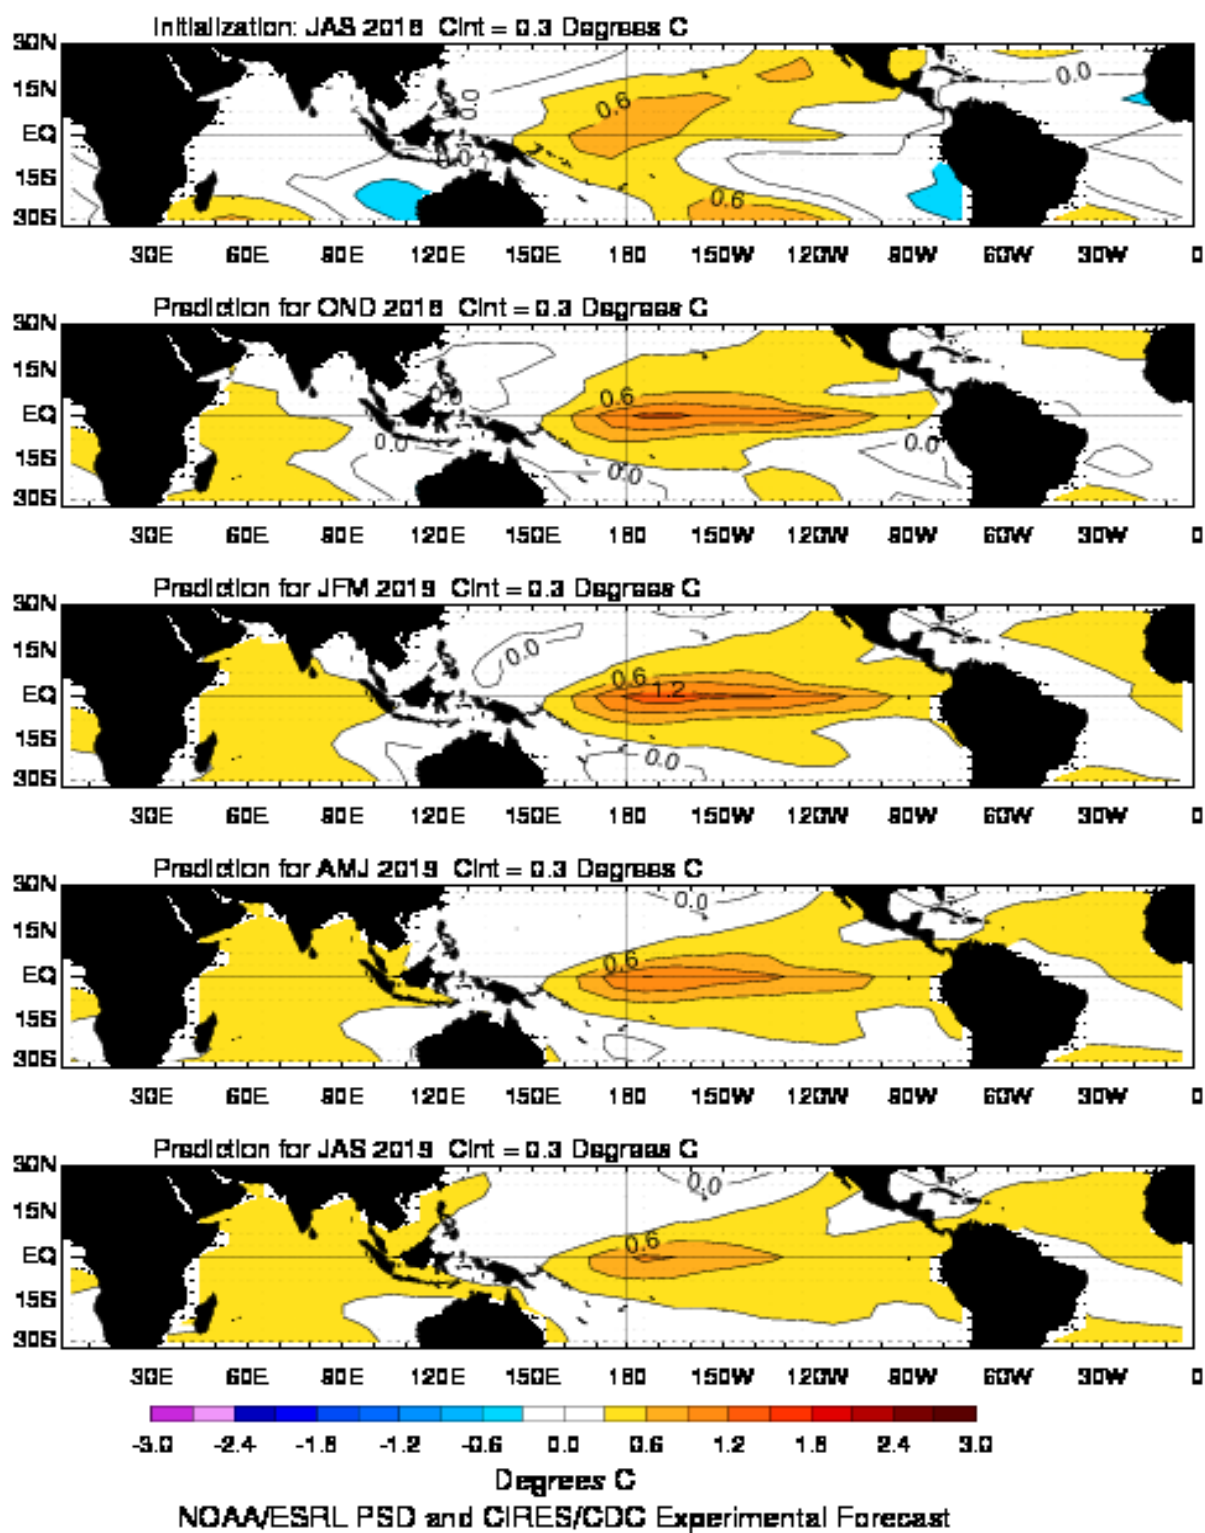 Initialization: JAS 2018 Cint = 0.3 Degrees C
30N
15N
EQ
15S
30S
0.0
0.0
0.6
0.0
0.6
30E 60E 90E 120E 150E 180 150W 120W 90W 60W 30W 0
Prediction for OND 2018 Cint = 0.3 Degrees C
30N
15N
EQ
15S
30S
0.0
0.6
0.0
0.0
0.0
30E 60E 90E 120E 150E 180 150W 120W 90W 60W 30W 0
Prediction for JFM 2019 Cint = 0.3 Degrees C
30N
15N
EQ
15S
30S
0.0
0.6
1.2
0.0
30E 60E 90E 120E 150E 180 150W 120W 90W 60W 30W 0
Prediction for AMJ 2019 Cint = 0.3 Degrees C
30N
15N
EQ
15S
30S
0.0
0.6
30E 60E 90E 120E 150E 180 150W 120W 90W 60W 30W 0
Prediction for JAS 2019 Cint = 0.3 Degrees C
30N
15N
EQ
15S
30S
0.0
0.6
30E 60E 90E 120E 150E 180 150W 120W 90W 60W 30W 0
-3.0 -2.4 -1.8 -1.2 -0.6 0.0 0.6 1.2 1.8 2.4 3.0
Degrees C
NOAA/ESRL PSD and CIRES/CDC Experimental Forecast